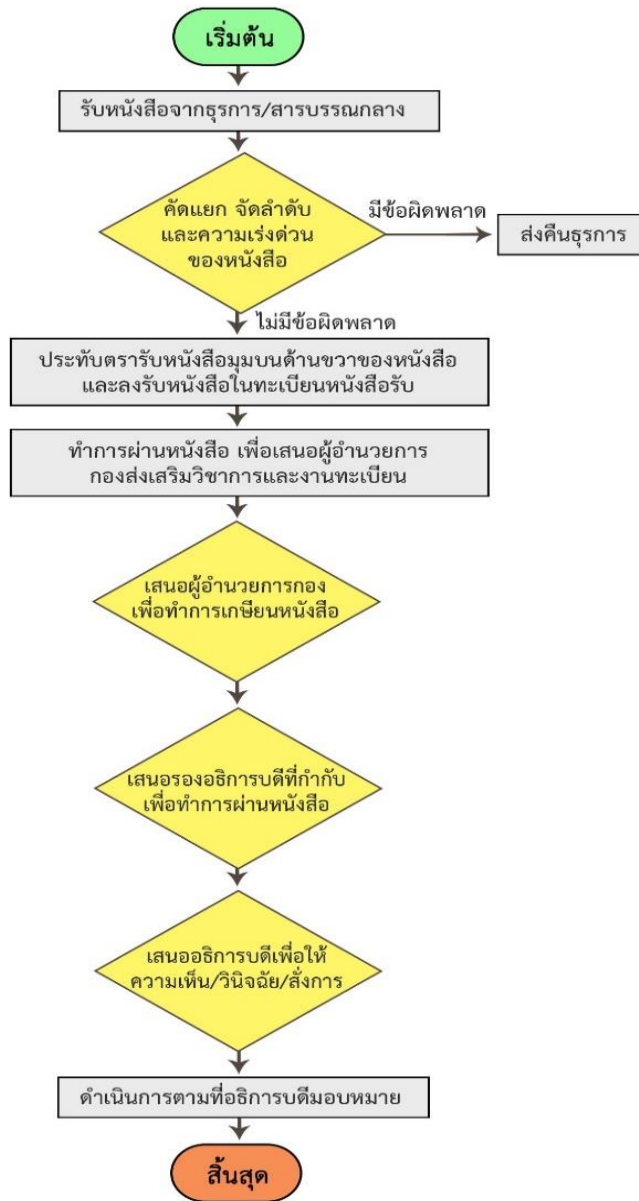 เริ่มต้น
รับหนังสือจากธุรการ/สารบรรณกลาง
คัดแยก จัดลำดับ
และความเร่งด่วน
ของหนังสือ
มีข้อผิดพลาด
ส่งคืนธุรการ
ไม่มีข้อผิดพลาด
ประทับตรารับหนังสือมุมบนด้านขวาของหนังสือ
และลงรับหนังสือในทะเบียนหนังสือรับ
ทำการผ่านหนังสือ เพื่อเสนอผู้อำนวยการ
กองส่งเสริมวิชาการและงานทะเบียน
เสนอผู้อำนวยการกอง
เพื่อทำการเกษียนหนังสือ
เสนอรองอธิการบดีที่กำกับ
เพื่อทำการผ่านหนังสือ
เสนออธิการบดีเพื่อให้
ความเห็น/วินิจฉัย/สั่งการ
ดำเนินการตามที่อธิการบดีมอบหมาย
สิ้นสุด